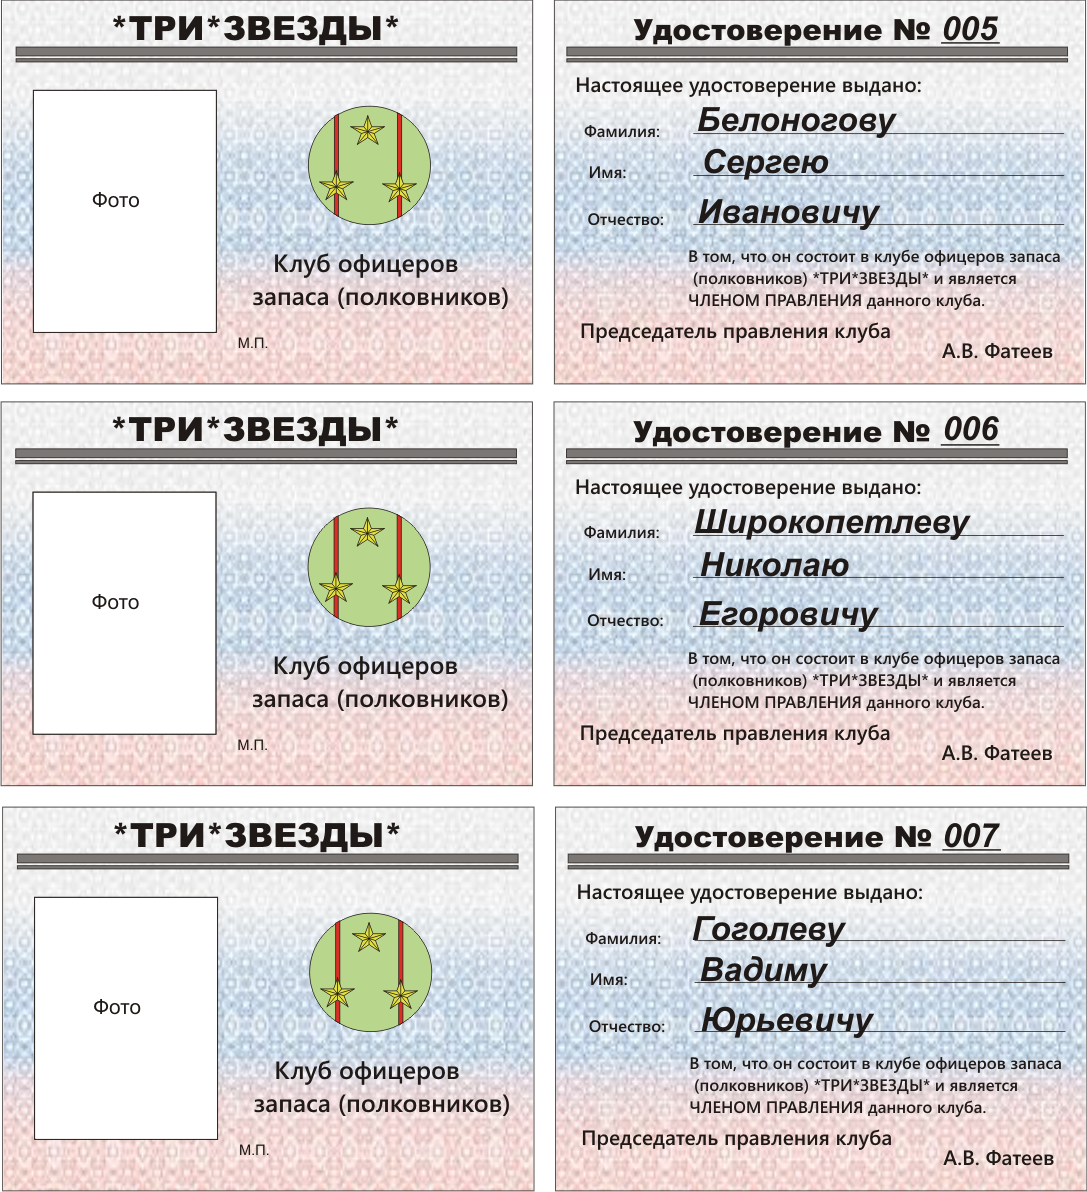 *ТРИ*ЗВЕЗДЫ*
Фото
Клуб офицеров
запаса (полковников)
М.П.
Удостоверение № 005
Настоящее удостоверение выдано:
Фамилия: Белоногову
Имя: Сергею
Отчество: Ивановичу
В том, что он состоит в клубе офицеров запаса
(полковников) *ТРИ*ЗВЕЗДЫ* и является
ЧЛЕНОМ ПРАВЛЕНИЯ данного клуба.
Председатель правления клуба
А.В. Фатеев
*ТРИ*ЗВЕЗДЫ*
Фото
Клуб офицеров
запаса (полковников)
М.П.
Удостоверение № 006
Настоящее удостоверение выдано:
Фамилия: Широкопетлеву
Имя: Николаю
Отчество: Егоровичу
В том, что он состоит в клубе офицеров запаса
(полковников) *ТРИ*ЗВЕЗДЫ* и является
ЧЛЕНОМ ПРАВЛЕНИЯ данного клуба.
Председатель правления клуба
А.В. Фатеев
*ТРИ*ЗВЕЗДЫ*
Фото
Клуб офицеров
запаса (полковников)
М.П.
Удостоверение № 007
Настоящее удостоверение выдано:
Фамилия: Гоголеву
Имя: Вадиму
Отчество: Юрьевичу
В том, что он состоит в клубе офицеров запаса
(полковников) *ТРИ*ЗВЕЗДЫ* и является
ЧЛЕНОМ ПРАВЛЕНИЯ данного клуба.
Председатель правления клуба
А.В. Фатеев